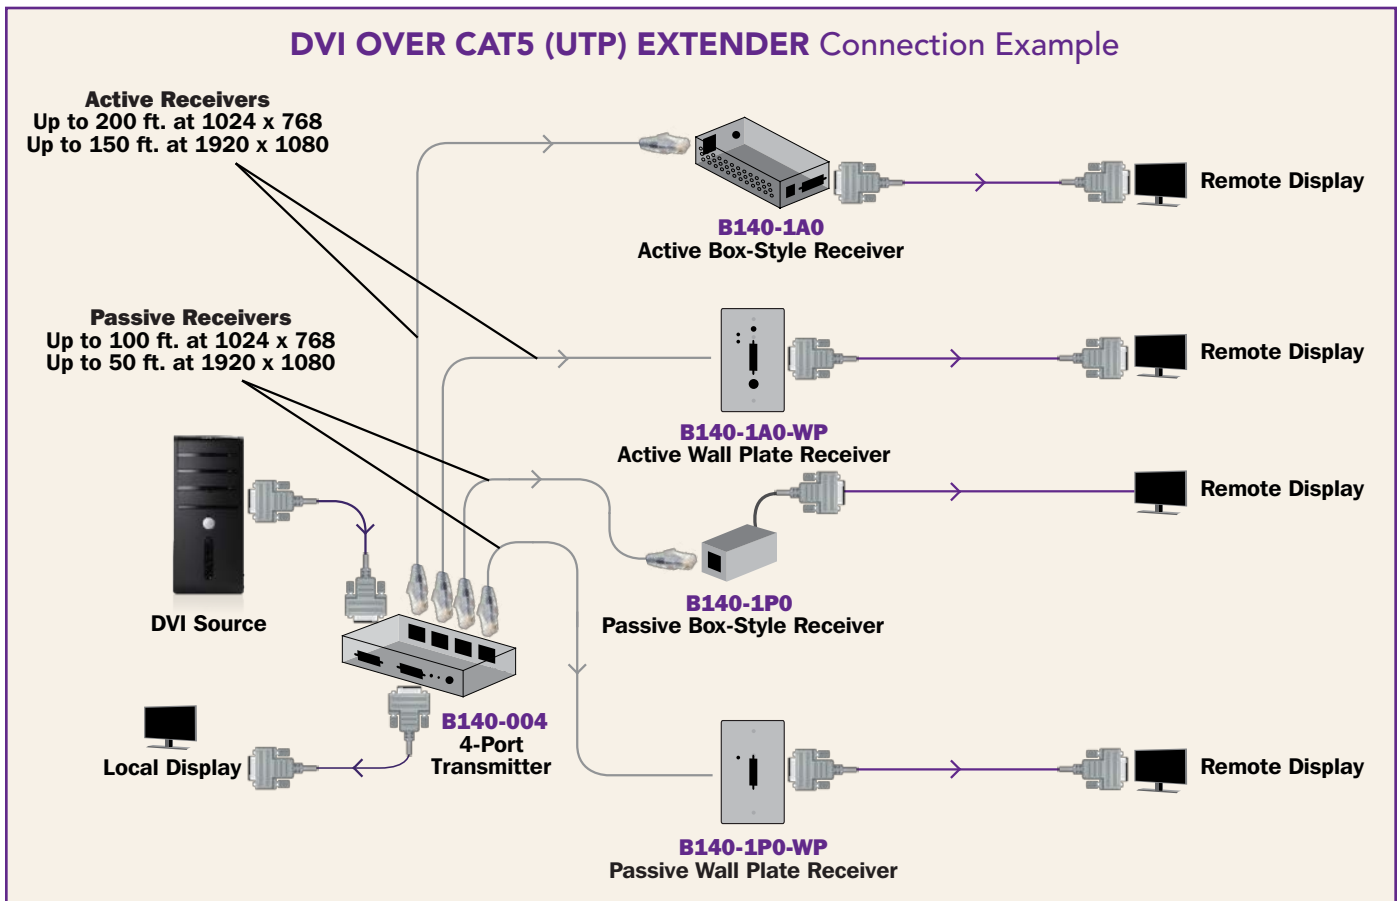 DVI OVER CAT5 (UTP) EXTENDER Connection Example
Active Receivers
Up to 200 ft. at 1024 x 768
Up to 150 ft. at 1920 x 1080
Remote Display
B140-1A0
Active Box-Style Receiver
Passive Receivers
Up to 100 ft. at 1024 x 768
Up to 50 ft. at 1920 x 1080
Remote Display
B140-1A0-WP
Active Wall Plate Receiver
Remote Display
B140-1P0
Passive Box-Style Receiver
DVI Source
B140-004
4-Port
Transmitter
Local Display
Remote Display
B140-1P0-WP
Passive Wall Plate Receiver